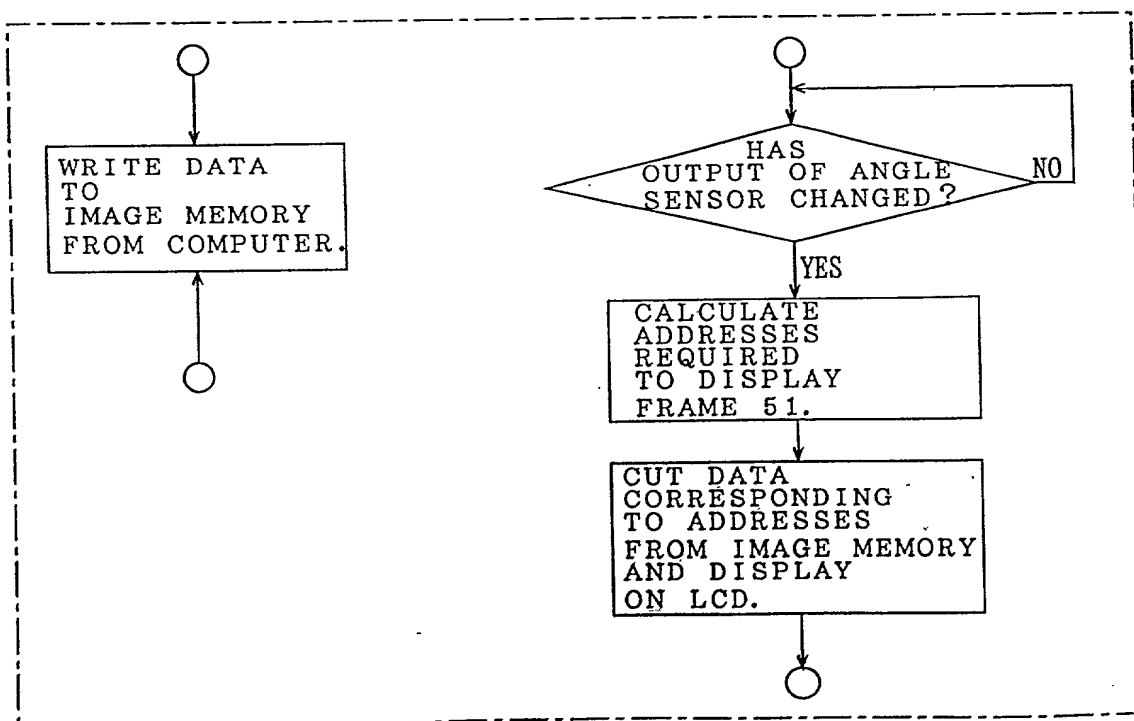 WRITE DATA
TO
IMAGE MEMORY
FROM COMPUTER.
HAS
OUTPUT OF ANGLE
SENSOR CHANGED?
NO
YES
CALCULATE
ADDRESSES
REQUIRED
TO DISPLAY
FRAME 51.
CUT DATA
CORRESPONDING
TO ADDRESSES
FROM IMAGE MEMORY
AND DISPLAY
ON LCD.